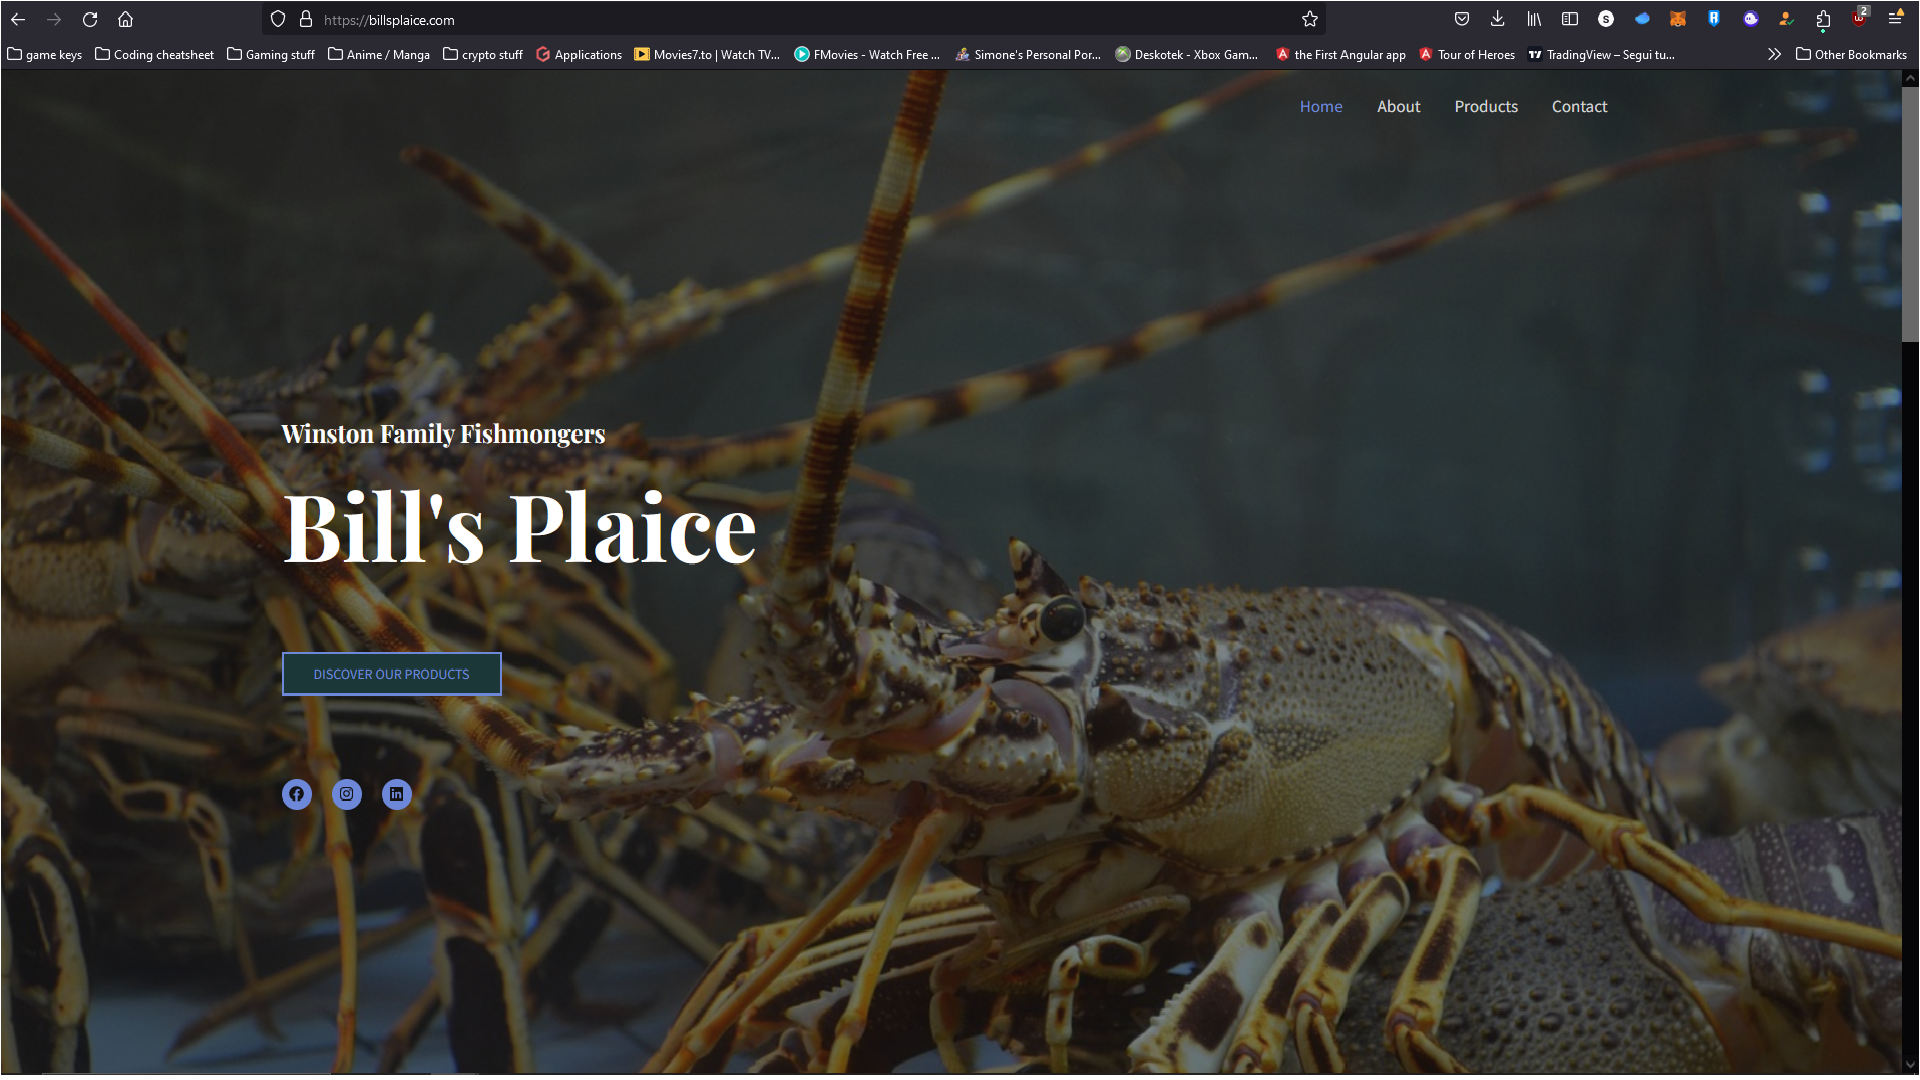 https://billsplaice.com
S
2
game keys
Coding cheatsheet
Gaming stuff
Anime / Manga
crypto stuff
Applications
Movies7.to | Watch TV...
FMovies - Watch Free ...
Simone's Personal Por...
Deskotek - Xbox Gam...
the First Angular app
Tour of Heroes
TradingView – Segui tu...
Other Bookmarks
Home
About
Products
Contact
Winston Family Fishmongers
Bill's Plaice
DISCOVER OUR PRODUCTS